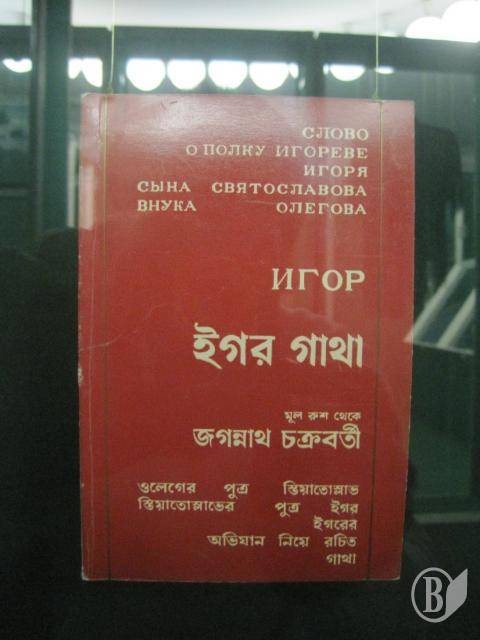 СЛОВО
О ПОЛКУ ИГОРЕВЕ
ИГОРЯ
СЫНА СВЯТОСЛАВОВА
ВНУКА ОЛЕГОВА
ИГОР
ইগর গাথা
মূল রুশ থেকে
জগন্নাথ চক্রবর্তী
ওলেগের পুত্র স্ভিয়াতোস্লাভ
স্ভিয়াতোস্লাভের পুত্র ইগর
ইগরের
অভিযান নিয়ে রচিত
গাথা
B